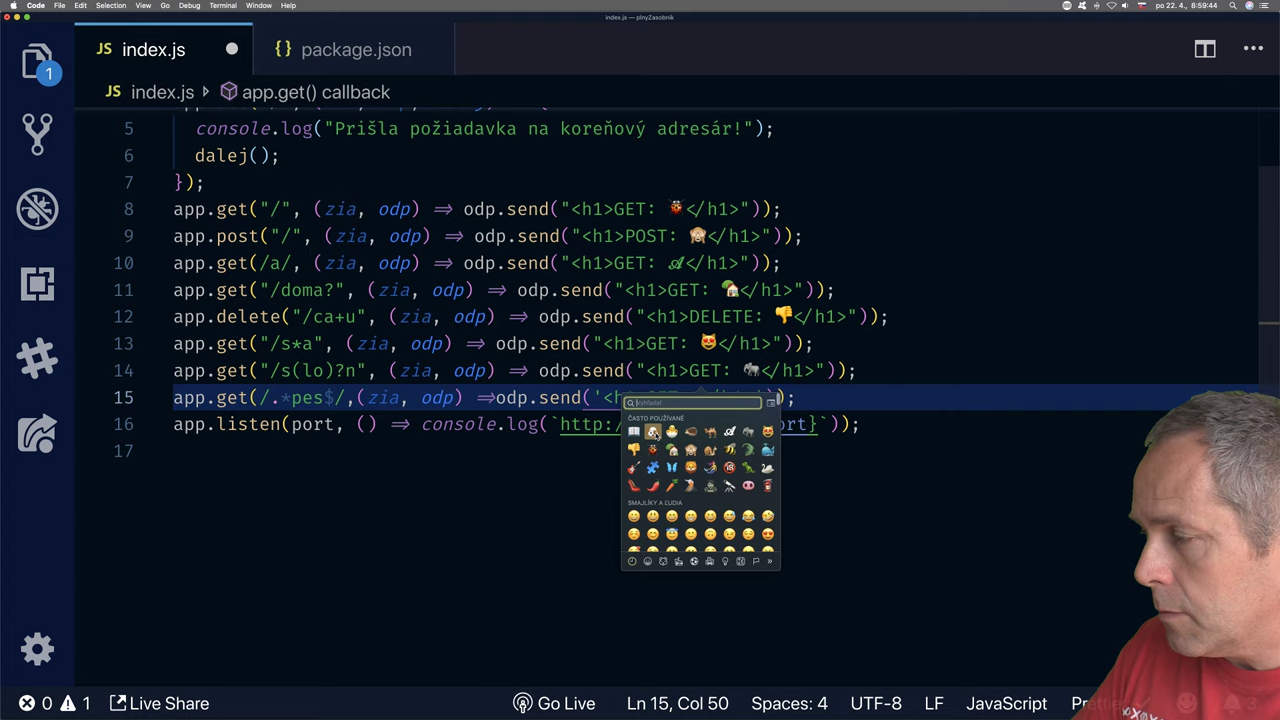 Code File Edit Selection View Go Debug Terminal Window Help
po 22. 4., 8:59:44
index.js — plnyZasobnik
JS index.js
{} package.json
1
JS index.js app.get() callback
5 console.log("Prišla požiadavka na koreňový adresár!");
6 dalej();
7 });
8 app.get("/", (zia, odp) => odp.send("<h1>GET: 🐞</h1>"));
9 app.post("/", (zia, odp) => odp.send("<h1>POST: 🙈</h1>"));
10 app.get(/a/, (zia, odp) => odp.send("<h1>GET: 𝒜</h1>"));
11 app.get("/doma?", (zia, odp) => odp.send("<h1>GET: 🏡</h1>"));
12 app.delete("/ca+u", (zia, odp) => odp.send("<h1>DELETE: 👎</h1>"));
13 app.get("/s*a", (zia, odp) => odp.send("<h1>GET: 😻</h1>"));
14 app.get("/s(lo)?n", (zia, odp) => odp.send("<h1>GET: 🐘</h1>"));
15 app.get(/.*pes$/,(zia, odp) =>odp.send('<h
16 app.listen(port, () => console.log(`http:/ ort}`));
17
Vyhľadať
ČASTO POUŽÍVANÉ
SMAJLÍKY A ĽUDIA
0 1 Live Share
Go Live Ln 15, Col 50 Spaces: 4 UTF-8 LF JavaScript